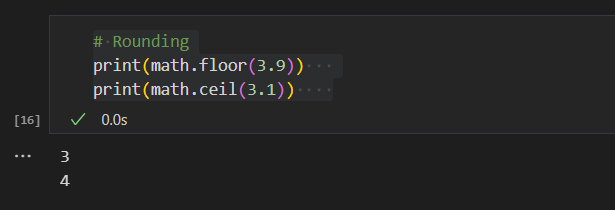 # Rounding
print(math.floor(3.9))
print(math.ceil(3.1))
[16]
0.0s
3
4